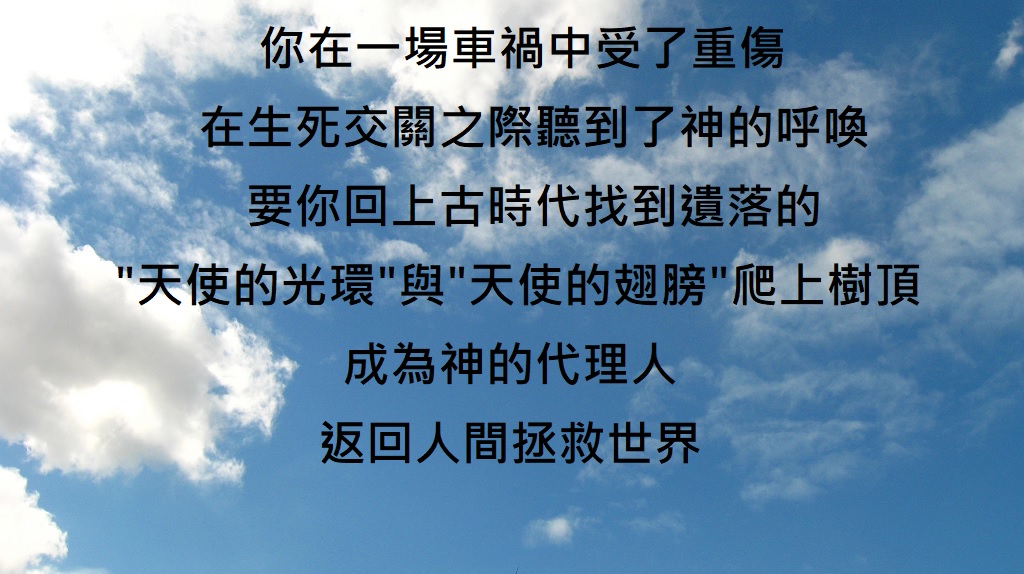 你在一場車禍中受了重傷
在生死交關之際聽到了神的呼喚
要你回上古時代找到遺落的
"天使的光環"與"天使的翅膀"爬上樹頂
成為神的代理人
返回人間拯救世界